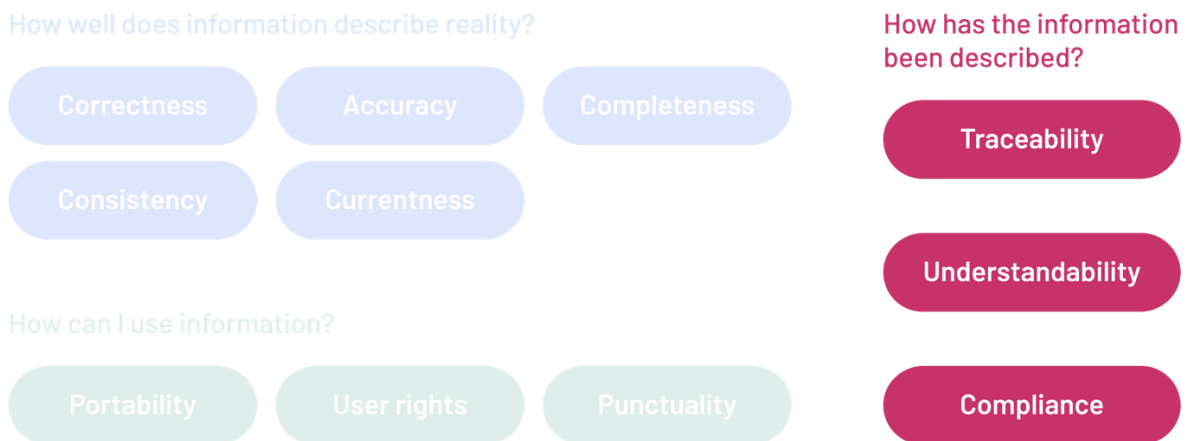 How well does information describe reality?
Correctness
Accuracy
Completeness
Consistency
Currentness
How can I use information?
Portability
User rights
Punctuality
How has the information
been described?
Traceability
Understandability
Compliance